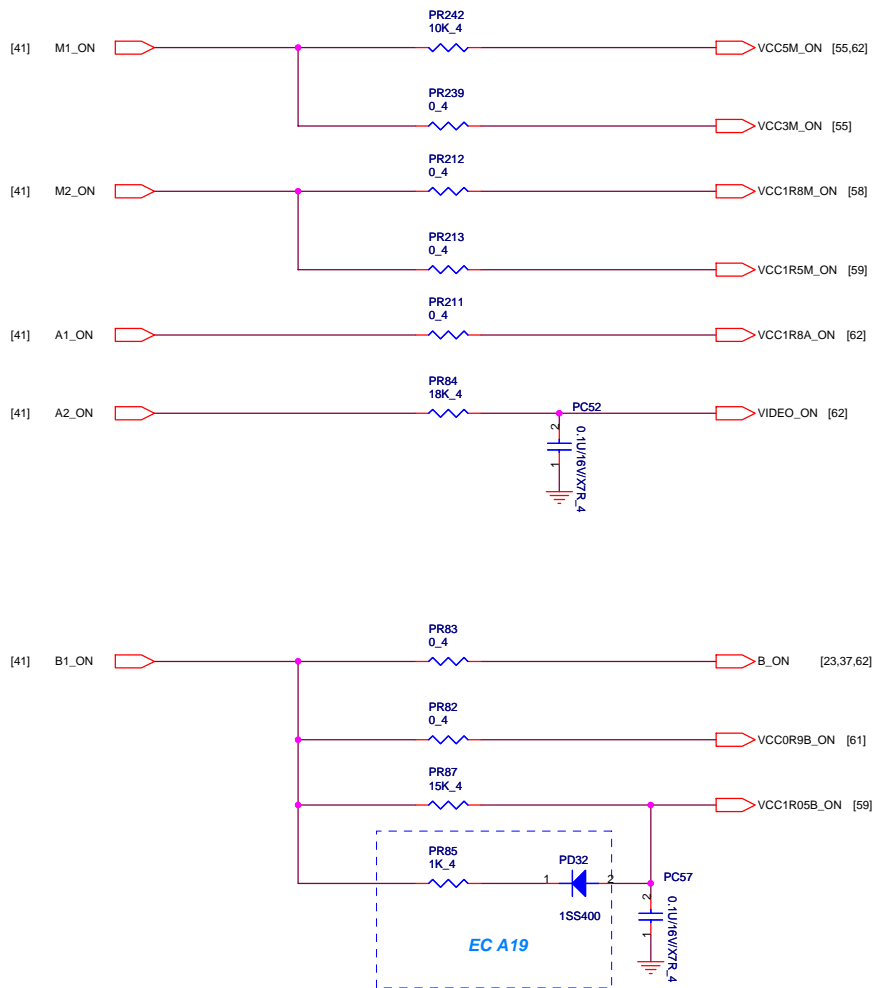 PR242
10K_4
[41] M1_ON VCC5M_ON [55,62]
PR239
0_4
VCC3M_ON [55]
PR212
0_4
[41] M2_ON VCC1R8M_ON [58]
PR213
0_4
VCC1R5M_ON [59]
PR211
0_4
[41] A1_ON VCC1R8A_ON [62]
PR84
18K_4
[41] A2_ON PC52 VIDEO_ON [62]
2
1
0.1U/16V/X7R_4
PR83
0_4
[41] B1_ON B_ON [23,37,62]
PR82
0_4
VCC0R9B_ON [61]
PR87
15K_4
VCC1R05B_ON [59]
PR85
1K_4
PD32
1 2
1SS400
PC57
2
1
0.1U/16V/X7R_4
EC A19